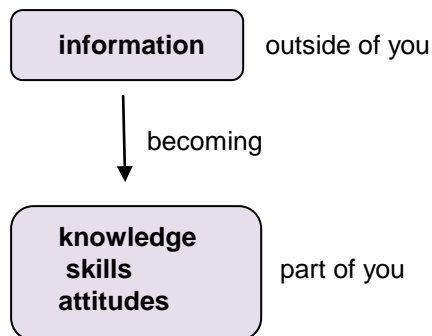 information outside of you
becoming
knowledge
skills part of you
attitudes